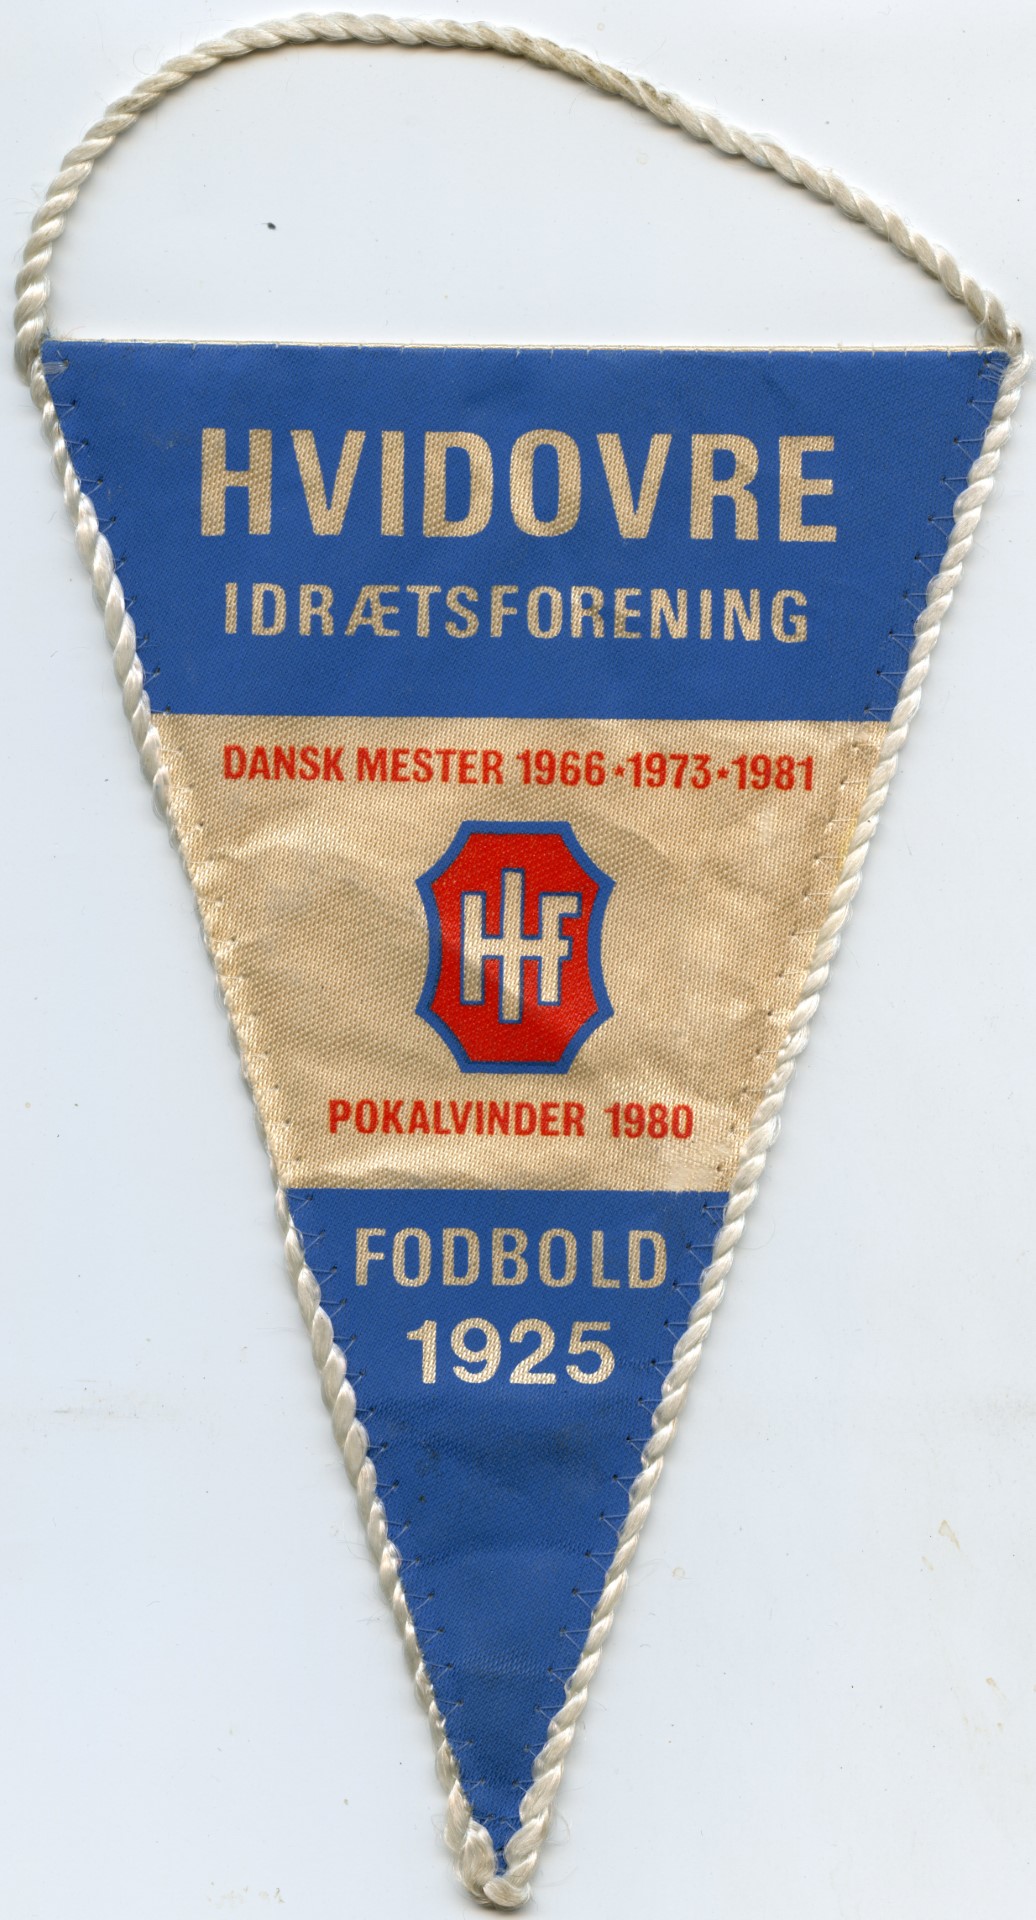 HVIDOVRE
IDRÆTSFORENING
DANSK MESTER 1966★1973★1981
HIF
POKALVINDER 1980
FODBOLD
1925